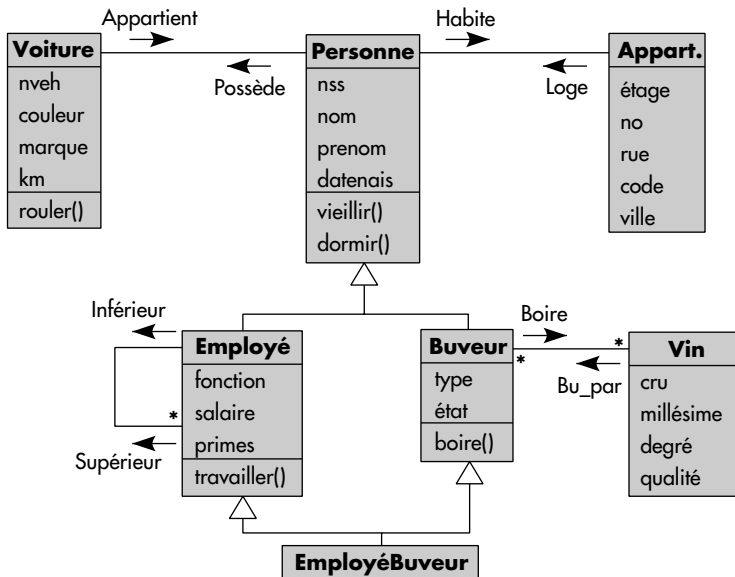 Appartient
Habite
Voiture
Personne
Appart.
Possède
Loge
nveh
couleur
marque
km
rouler()
nss
nom
prenom
datenais
vieillir()
dormir()
étage
no
rue
code
ville
Inférieur
Boire
Employé
Buveur
*
*
Vin
Bu_par
fonction
salaire
primes
travailler()
*
Supérieur
type
état
boire()
cru
millésime
degré
qualité
EmployéBuveur